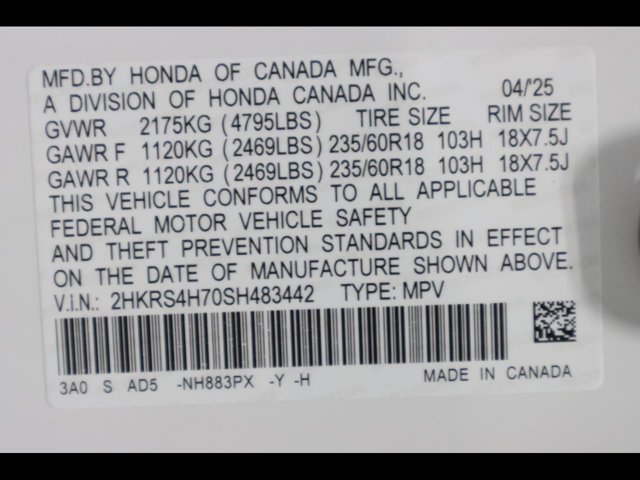 MFD.BY HONDA OF CANADA MFG.,
A DIVISION OF HONDA CANADA INC. 04/'25
GVWR 2175KG (4795LBS) TIRE SIZE RIM SIZE
GAWR F 1120KG (2469LBS) 235/60R18 103H 18X7.5J
GAWR R 1120KG (2469LBS) 235/60R18 103H 18X7.5J
THIS VEHICLE CONFORMS TO ALL APPLICABLE
FEDERAL MOTOR VEHICLE SAFETY
AND THEFT PREVENTION STANDARDS IN EFFECT
ON THE DATE OF MANUFACTURE SHOWN ABOVE.
V.i.N.: 2HKRS4H70SH483442 TYPE: MPV
3A0 S AD5 -NH883PX -Y -H MADE IN CANADA